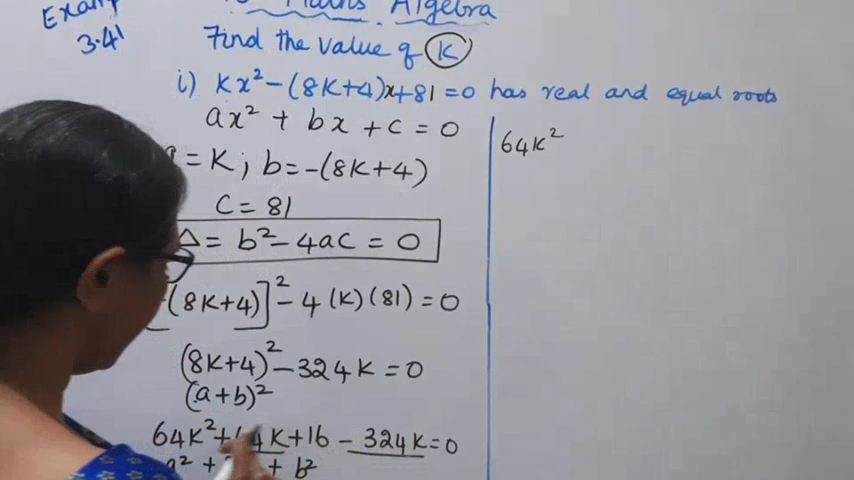 Maths Algebra
Example
3.41
Find the value of K
i) Kx² - (8K+4)x+81 = 0 has real and equal roots
ax² + bx + c = 0
= K ; b = -(8K+4)
C = 81
Δ = b² - 4ac = 0
(8K+4)]² - 4 (K) (81) = 0
(8K+4)² - 324K = 0
(a+b)²
64K² + 4K + 16 - 324K = 0
a² + + b²
64K²